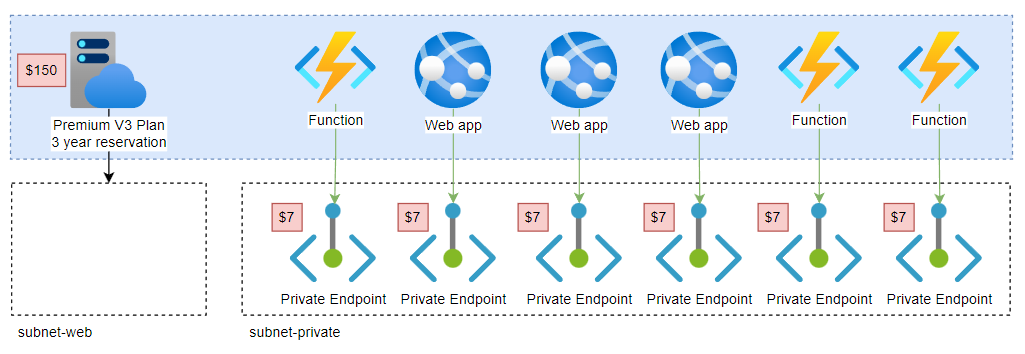 $150
Premium V3 Plan
3 year reservation
Function
Web app
Web app
Web app
Function
Function
$7
$7
$7
$7
$7
$7
Private Endpoint
Private Endpoint
Private Endpoint
Private Endpoint
Private Endpoint
Private Endpoint
subnet-web
subnet-private